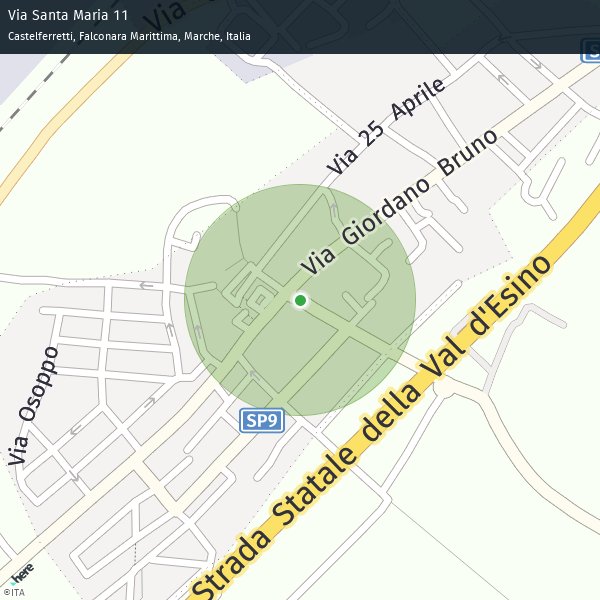 Via Santa Maria 11
Castelferretti, Falconara Marittima, Marche, Italia
Via
S
Via 25 Aprile
Via Giordano Bruno
Strada Statale della Val d'Esino
Via Osoppo
SP9
here
©ITA